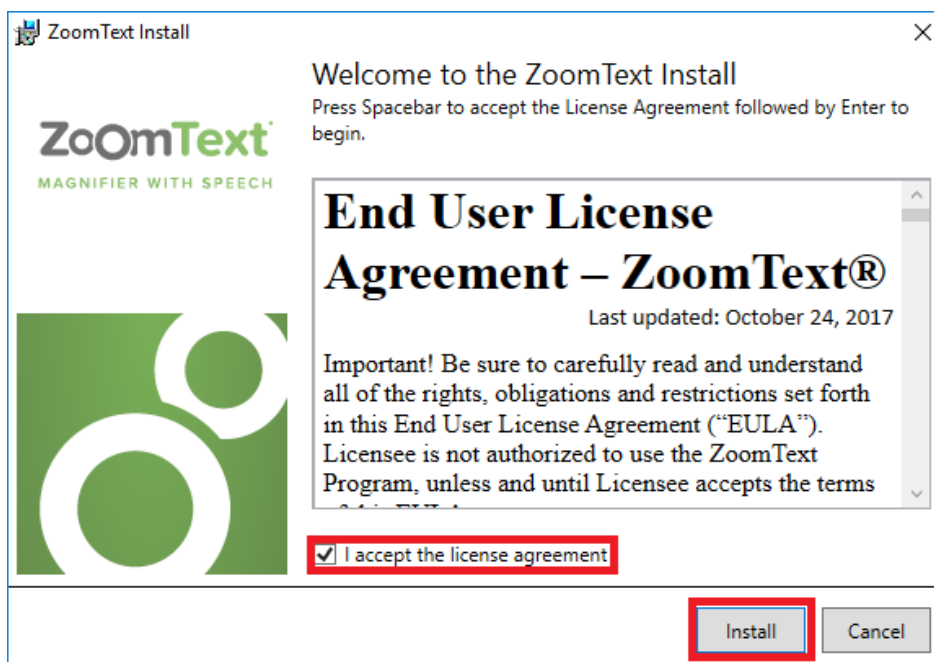 ZoomText Install
Welcome to the ZoomText Install
Press Spacebar to accept the License Agreement followed by Enter to
begin.
ZoomText
MAGNIFIER WITH SPEECH
End User License
Agreement – ZoomText®
Last updated: October 24, 2017
Important! Be sure to carefully read and understand
all of the rights, obligations and restrictions set forth
in this End User License Agreement (“EULA”).
Licensee is not authorized to use the ZoomText
Program, unless and until Licensee accepts the terms
I accept the license agreement
Install
Cancel